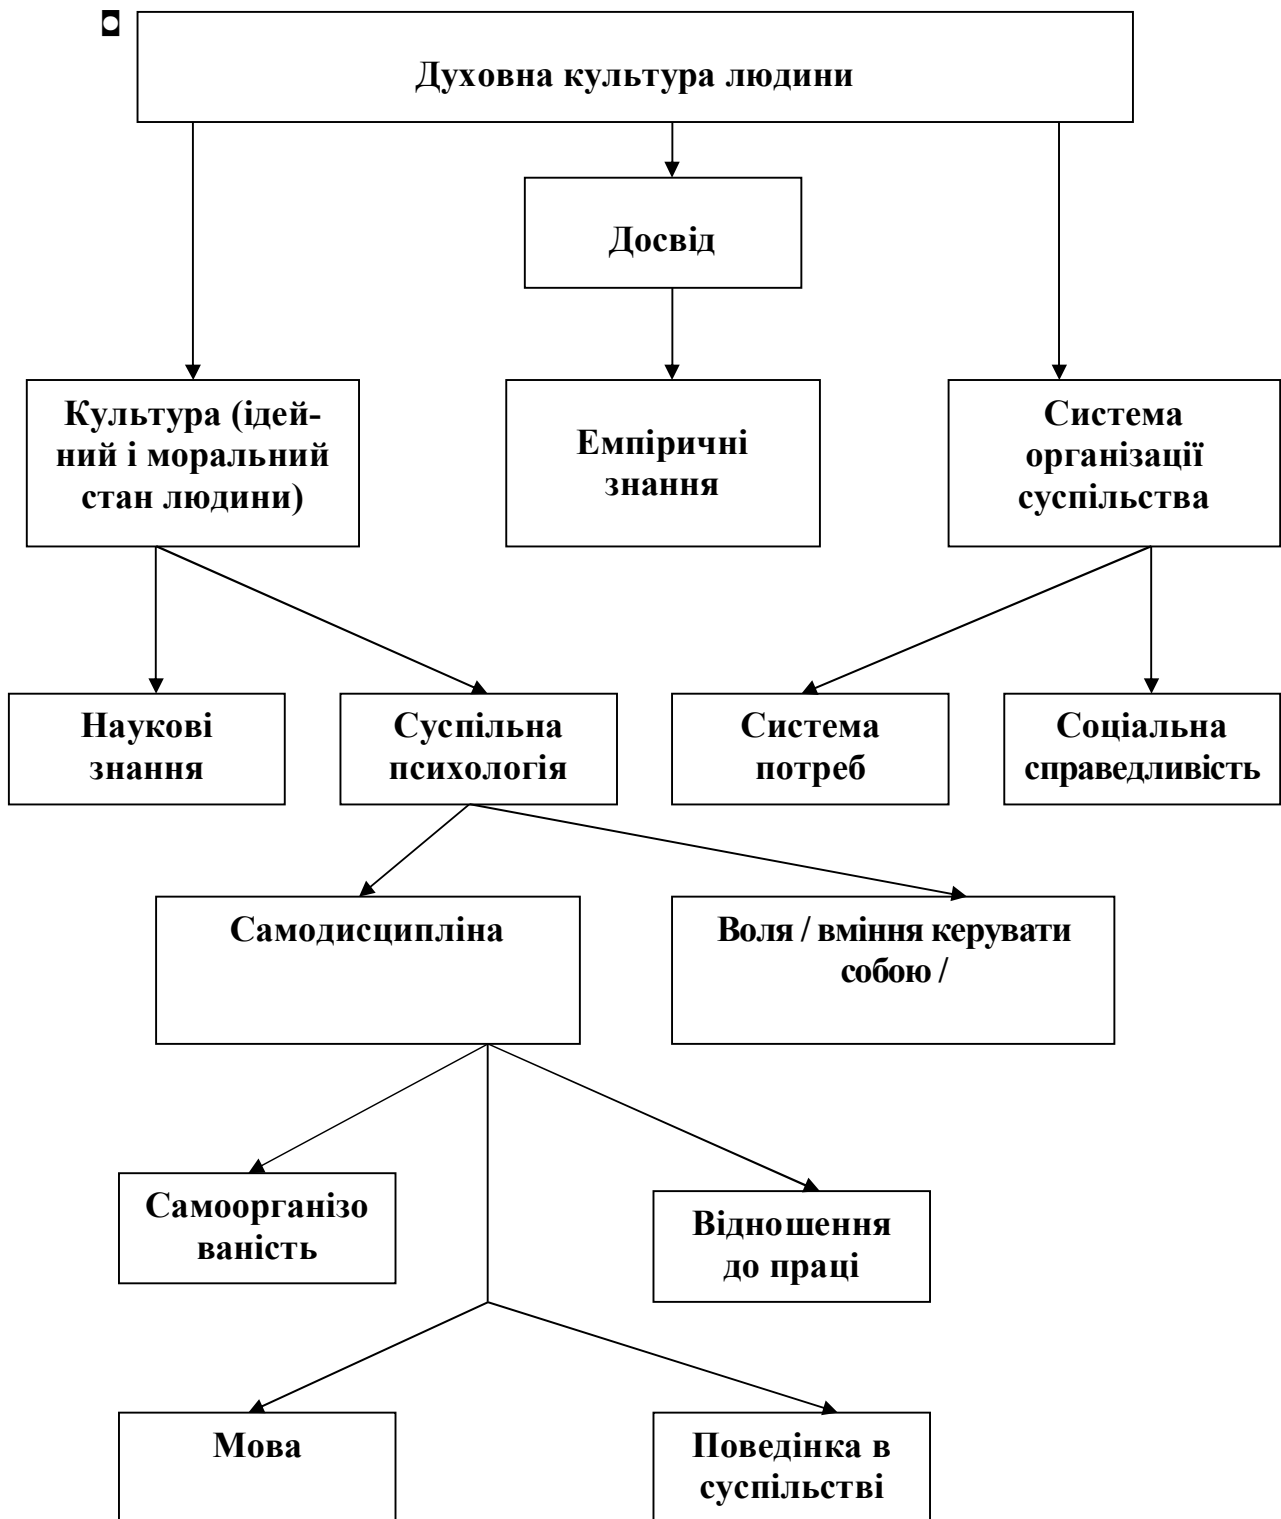 Духовна культура людини
Досвід
Культура (ідей-
ний і моральний
стан людини)
Емпіричні
знання
Система
організації
суспільства
Наукові
знання
Суспільна
психологія
Система
потреб
Соціальна
справедливість
Самодисципліна
Воля / вміння керувати
собою /
Самоорганізо
ваність
Відношення
до праці
Мова
Поведінка в
суспільстві